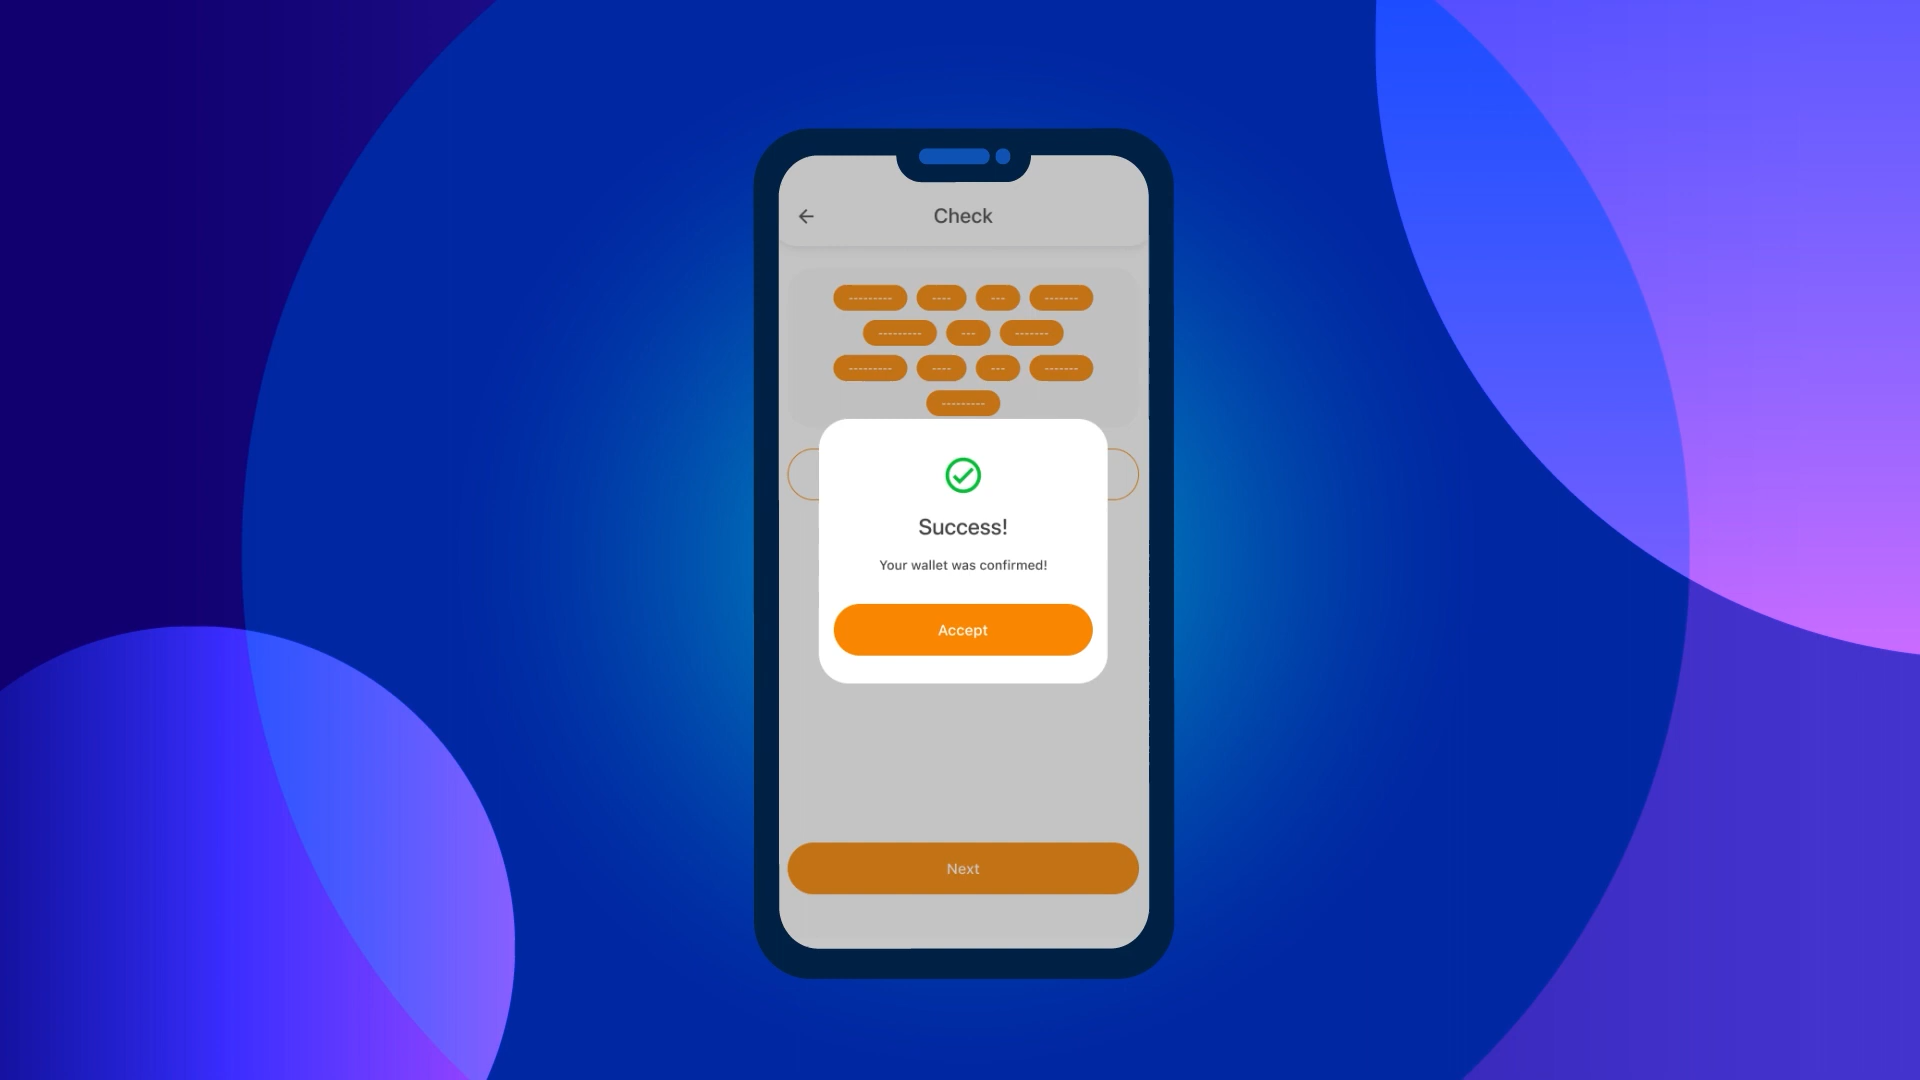 Check
--------- ---- --- -------
--------- --- -------
--------- ---- --- -------
---------
Success!
Your wallet was confirmed!
Accept
Next